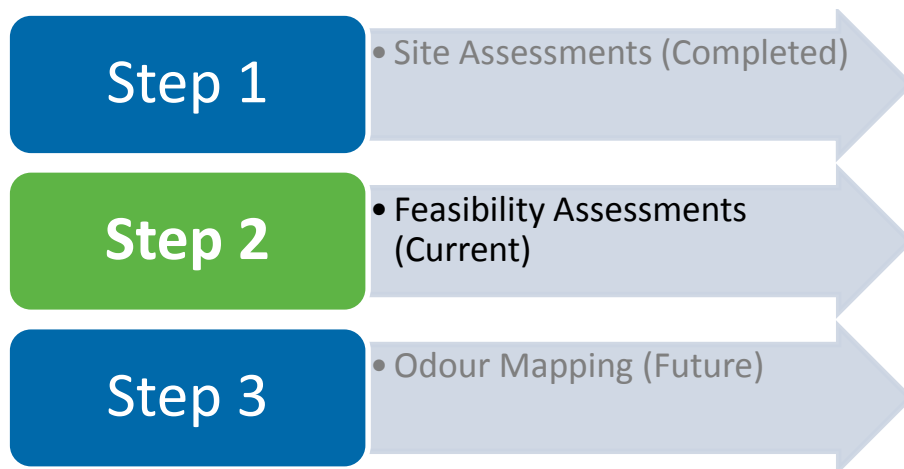 Step 1
• Site Assessments (Completed)
Step 2
• Feasibility Assessments
(Current)
Step 3
• Odour Mapping (Future)